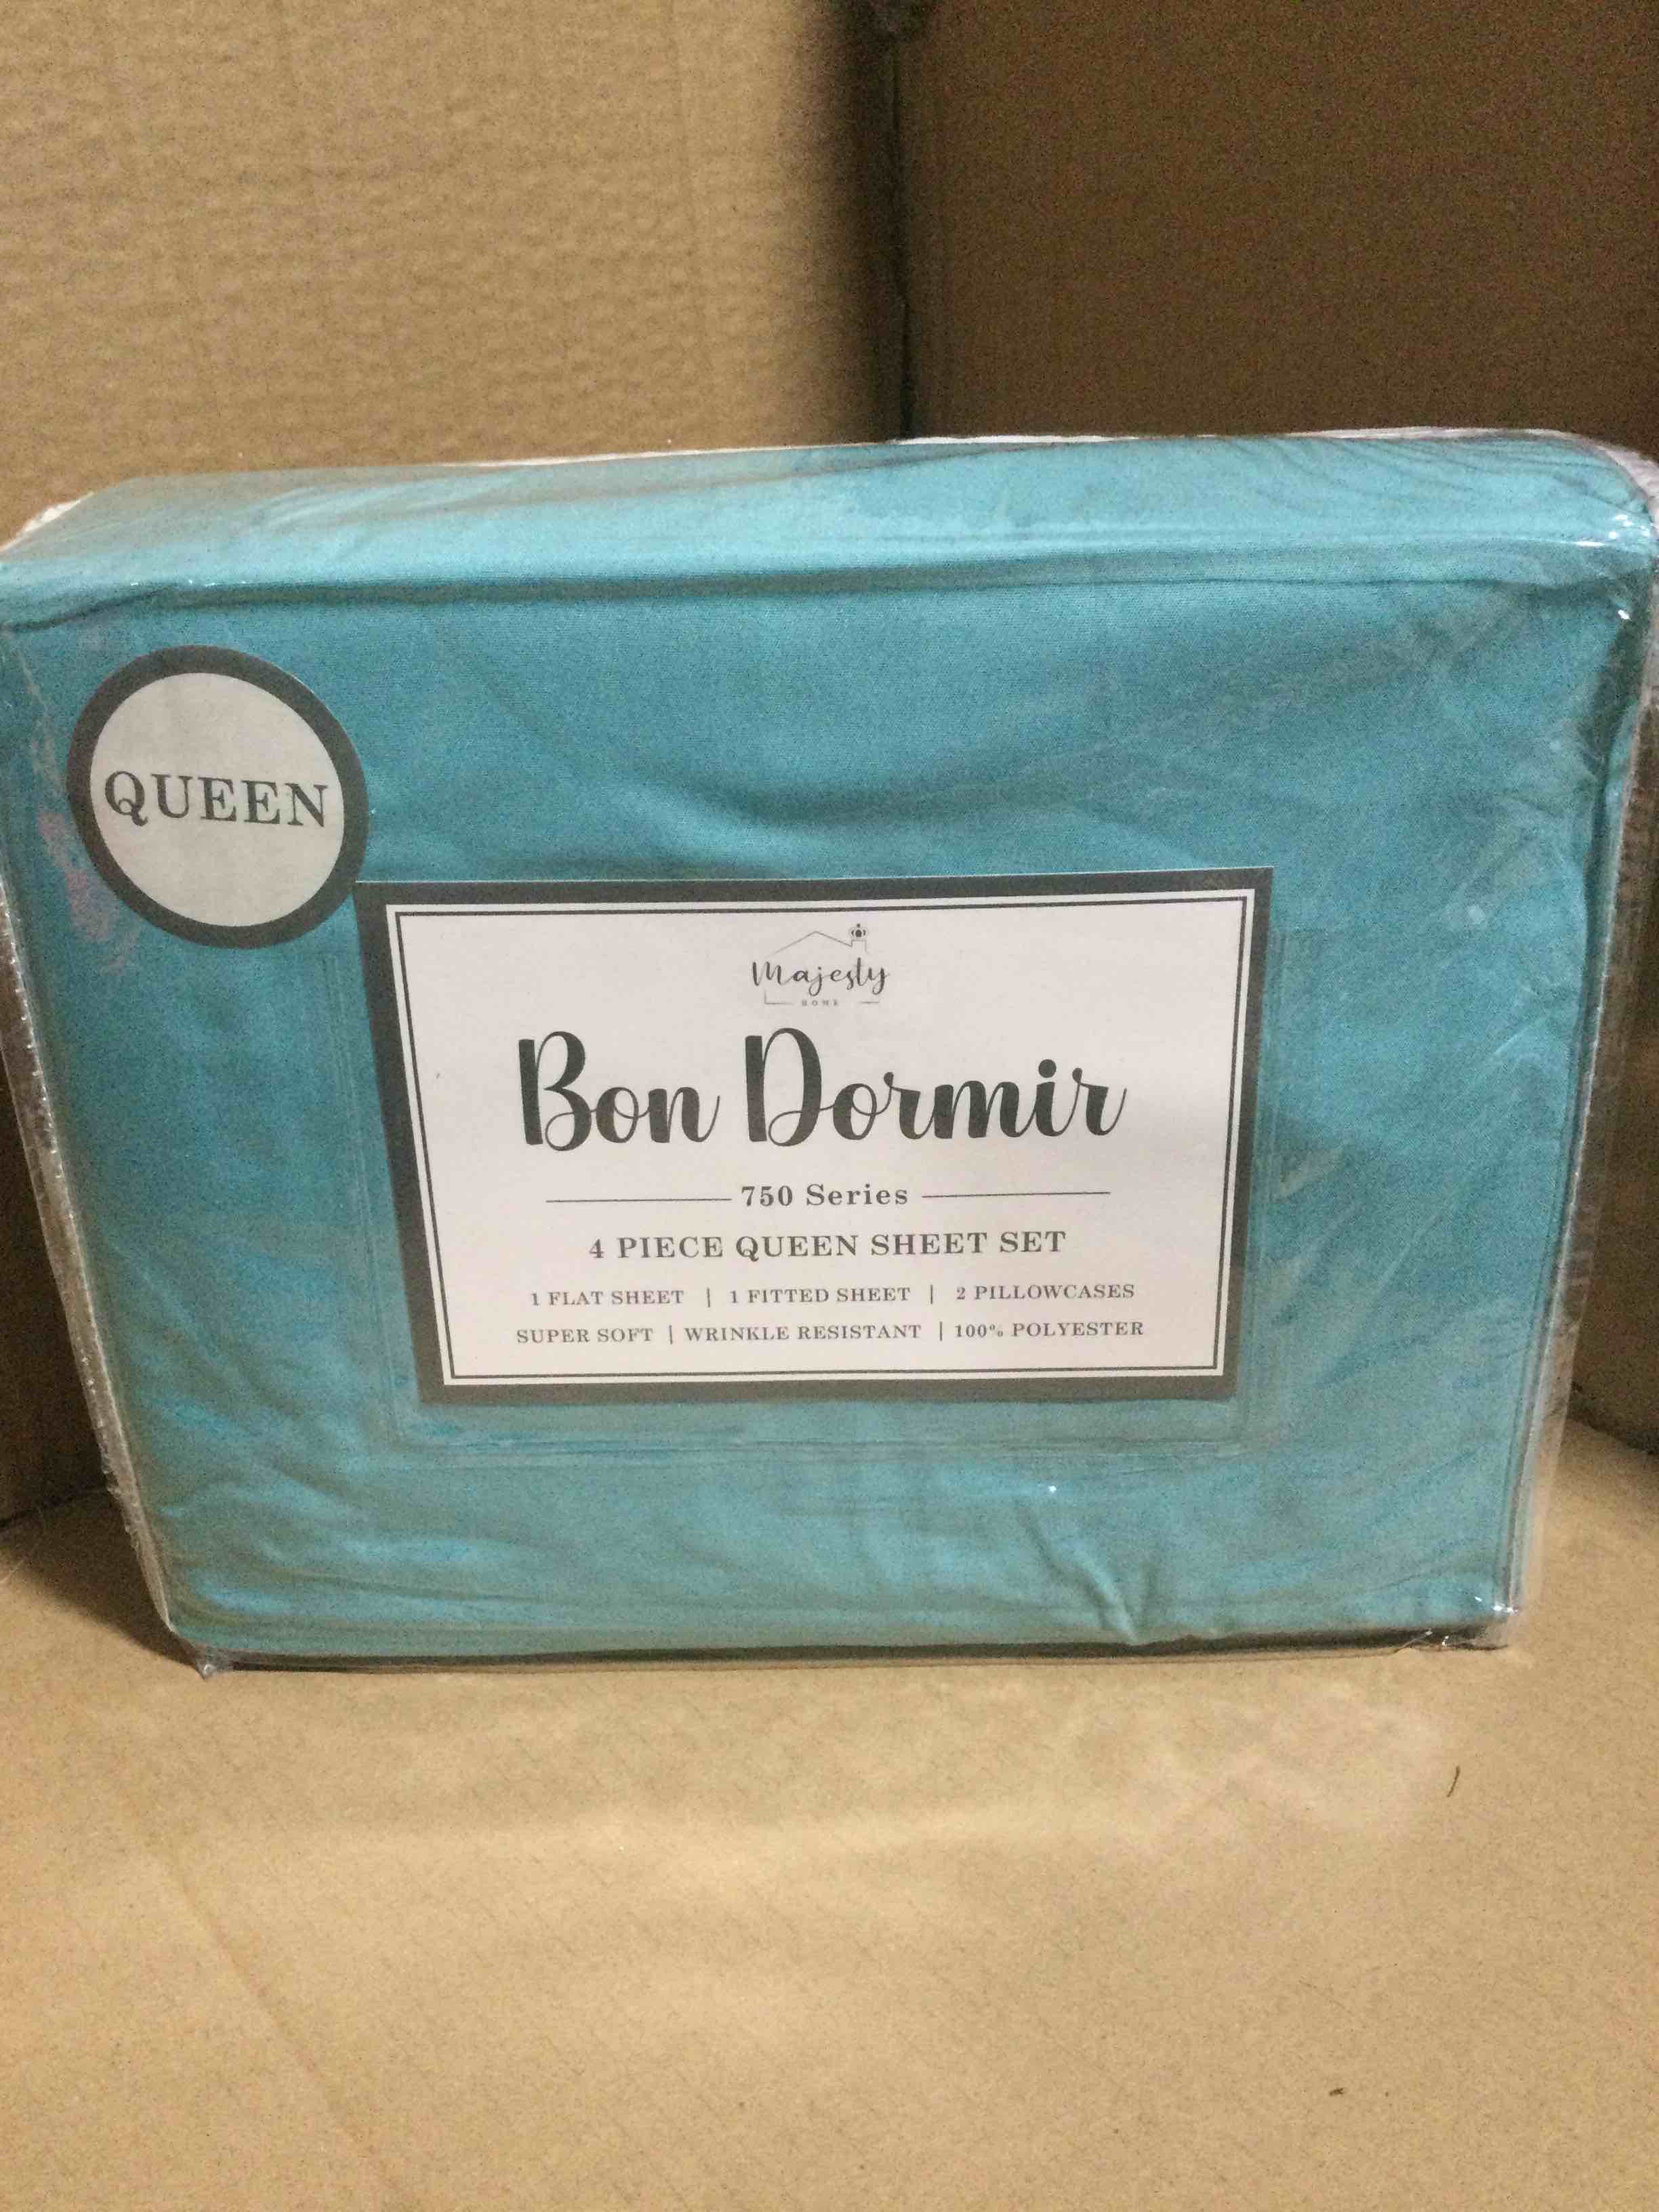 QUEEN
Majesty
HOME
Bon Dormir
750 Series
4 PIECE QUEEN SHEET SET
1 FLAT SHEET | 1 FITTED SHEET | 2 PILLOWCASES
SUPER SOFT | WRINKLE RESISTANT | 100% POLYESTER